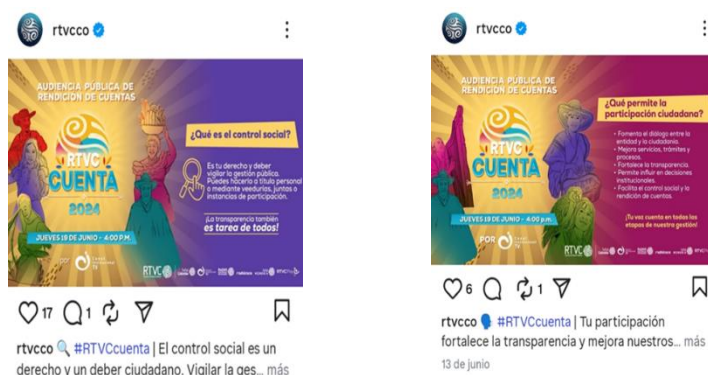 rtvcco
AUDIENCIA PÚBLICA DE
RENDICIÓN DE CUENTAS
RTVC
CUENTA
2024
JUEVES 19 DE JUNIO - 4:00 P.M.
¿Qué es el control social?
Es tu derecho y deber
vigilar la gestión pública.
Puedes hacerlo a título personal
o mediante veedurías, juntas o
instancias de participación.
¡La transparencia también
es tarea de todos!
RTVC
17 1
rtvcco #RTVCcuenta | El control social es un
derecho y un deber ciudadano. Vigilar la ges... más
rtvcco
AUDIENCIA PÚBLICA DE
RENDICIÓN DE CUENTAS
RTVC
CUENTA
2024
JUEVES 19 DE JUNIO - 4:00 p.m.
POR
¿Qué permite la
participación ciudadana?
• Fomenta el diálogo entre la
entidad y la ciudadanía.
• Mejora servicios, trámites y
procesos.
• Fortalece la transparencia.
• Permite influir en decisiones
institucionales.
• Facilita el control social y la
rendición de cuentas.
¡Tu voz cuenta en todas las
etapas de nuestra gestión!
RTVC
6 1
rtvcco #RTVCcuenta | Tu participación
fortalece la transparencia y mejora nuestros... más
13 de junio